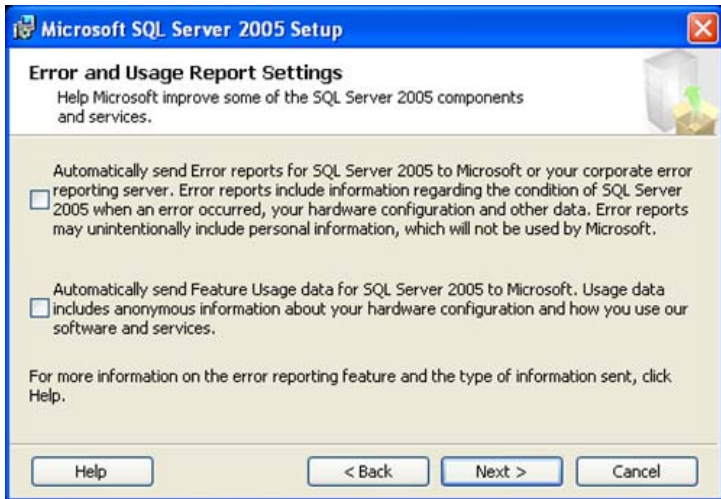 Microsoft SQL Server 2005 Setup
Error and Usage Report Settings
Help Microsoft improve some of the SQL Server 2005 components
and services.
Automatically send Error reports for SQL Server 2005 to Microsoft or your corporate error
reporting server. Error reports include information regarding the condition of SQL Server
2005 when an error occurred, your hardware configuration and other data. Error reports
may unintentionally include personal information, which will not be used by Microsoft.
Automatically send Feature Usage data for SQL Server 2005 to Microsoft. Usage data
includes anonymous information about your hardware configuration and how you use our
software and services.
For more information on the error reporting feature and the type of information sent, click
Help.
Help
< Back
Next >
Cancel